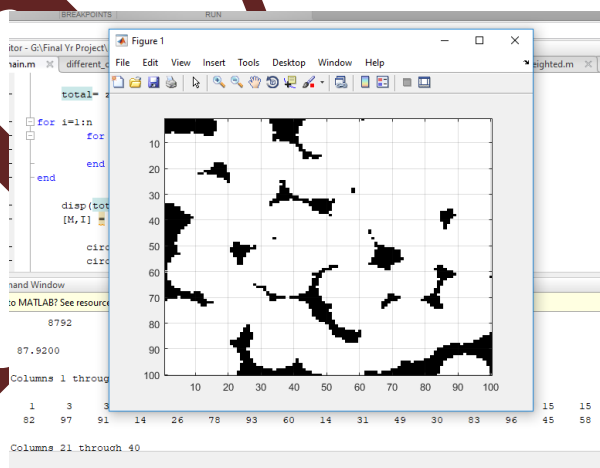 BREAKPOINTS RUN
itor - G:\Final Yr Project\
Figure 1
main.m different_c eighted.m
File Edit View Insert Tools Desktop Window Help
total=
for i=1:n
for
end
end
disp(tot
[M,I] =
circ
circ
10
20
30
40
50
60
70
80
90
100
10 20 30 40 50 60 70 80 90 100
mand Window
to MATLAB? See resource
8792
87.9200
Columns 1 throug
1 3 3 15 15
82 97 91 14 26 78 93 60 14 31 49 30 83 96 45 58
Columns 21 through 40